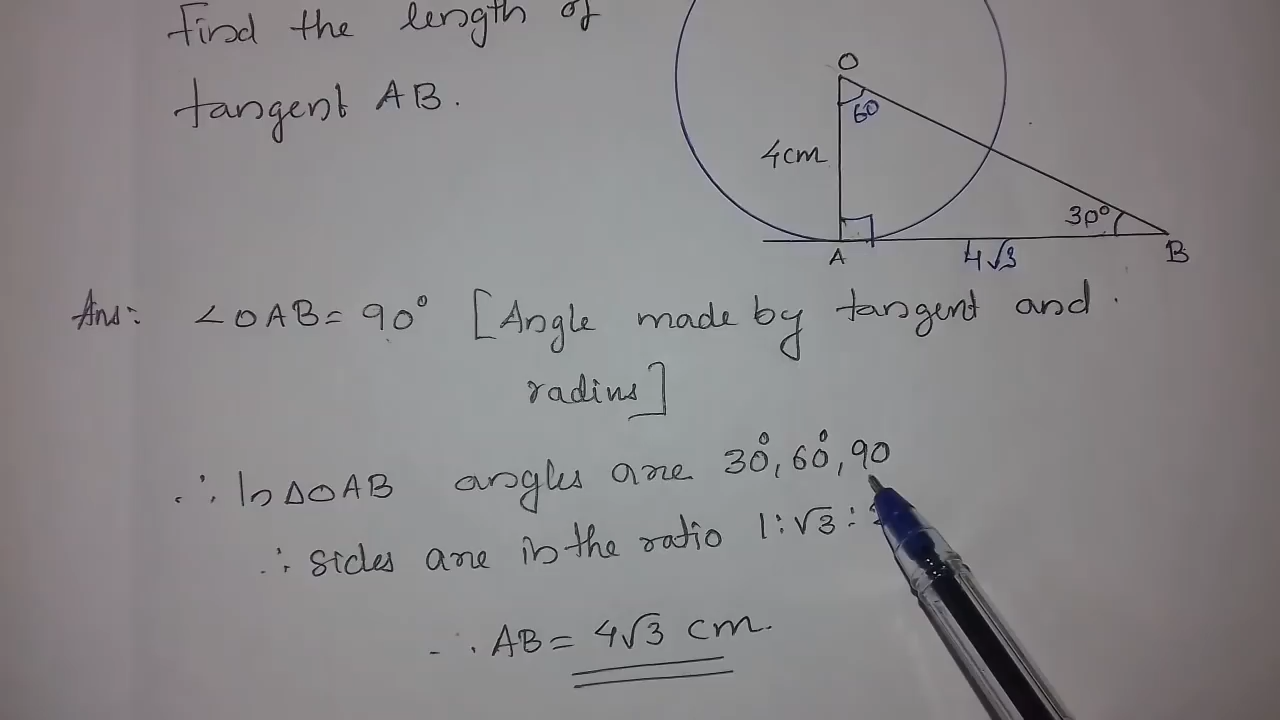 Find the length of
tangent AB.
O
60
4cm
30°
A
4√3
B
Ans: ∠OAB = 90° [Angle made by tangent and
radius]
∴ In △OAB angles are 30°, 60°, 90
∴ sides are in the ratio 1 : √3 :
∴ AB = 4√3 cm.